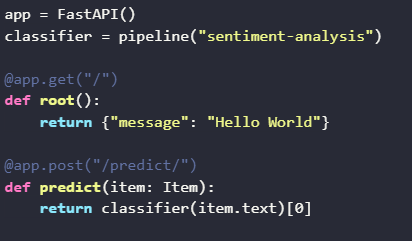 app = FastAPI()
classifier = pipeline("sentiment-analysis")
@app.get("/")
def root():
    return {"message": "Hello World"}
@app.post("/predict/")
def predict(item: Item):
    return classifier(item.text)[0]